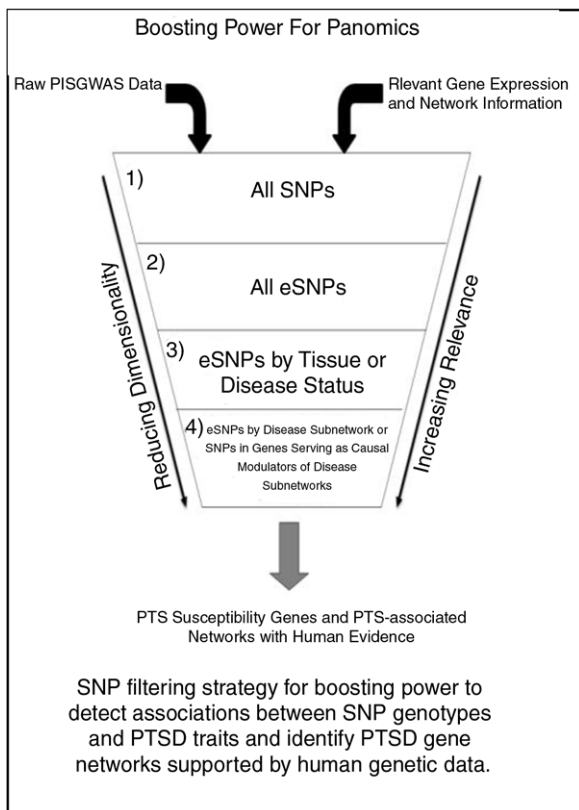 Boosting Power For Panomics
Raw PISGWAS Data
Rlevant Gene Expression
and Network Information
1)
All SNPs
2)
All eSNPs
3)
eSNPs by Tissue or
Disease Status
4) eSNPs by Disease Subnetwork or
SNPs in Genes Serving as Causal
Modulators of Disease
Subnetworks
Reducing Dimensionality
Increasing Relevance
PTS Susceptibility Genes and PTS-associated
Networks with Human Evidence
SNP filtering strategy for boosting power to
detect associations between SNP genotypes
and PTSD traits and identify PTSD gene
networks supported by human genetic data.